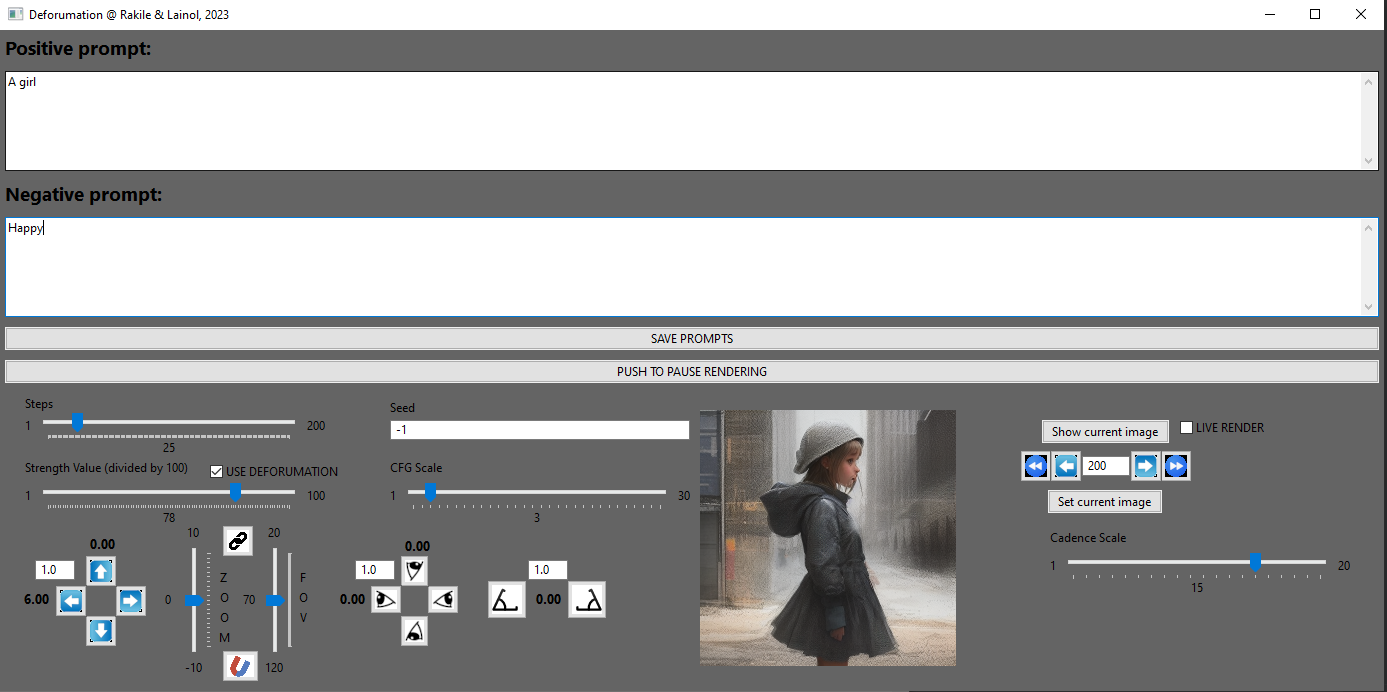 Deforumation @ Rakile & Lainol, 2023
Positive prompt:
A girl
Negative prompt:
Happy
SAVE PROMPTS
PUSH TO PAUSE RENDERING
Steps
1 200
25
Strength Value (divided by 100) USE DEFORUMATION
1 100
78
Seed
-1
CFG Scale
1 30
3
0.00
1.0
6.00
10
0
-10
ZOOM
20
70
120
FOV
0.00
1.0
0.00
1.0
0.00
Show current image LIVE RENDER
200
Set current image
Cadence Scale
1 20
15